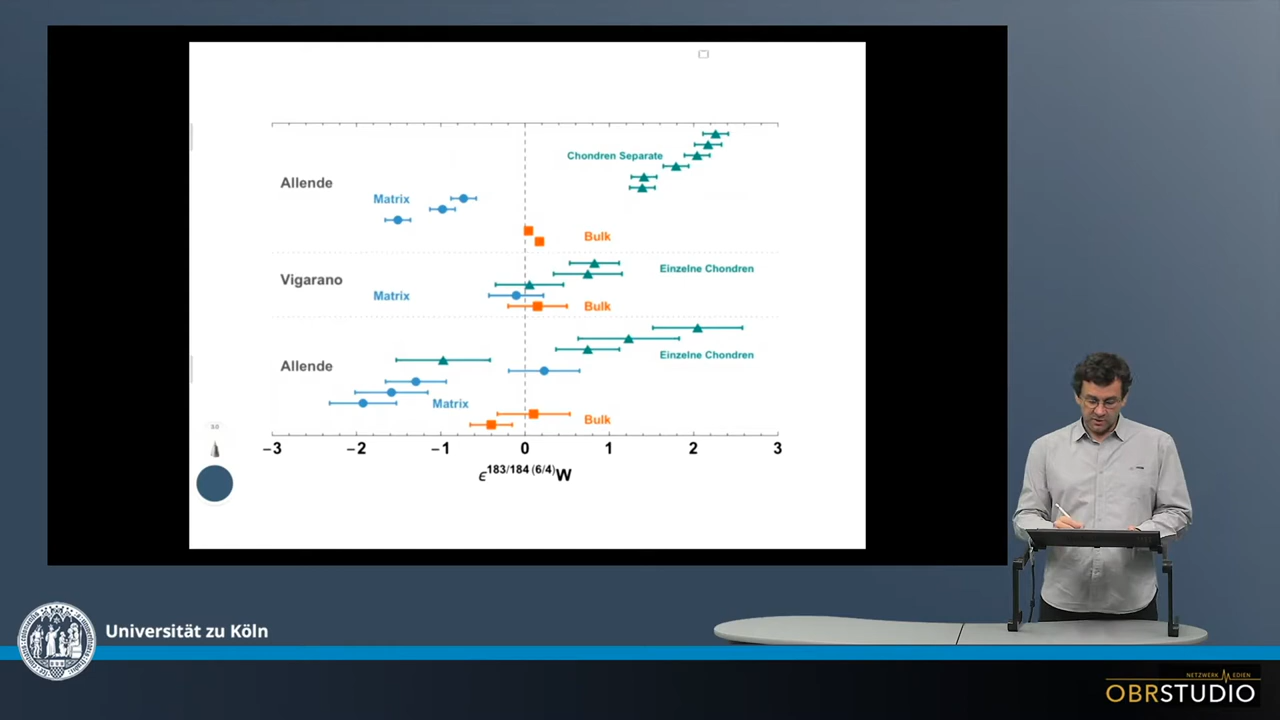 Chondren Separate
Allende
Matrix
Bulk
Einzelne Chondren
Vigarano
Matrix
Bulk
Einzelne Chondren
Allende
Matrix
Bulk
−3 −2 −1 0 1 2 3
ϵ183/184 (6/4)W
Universität zu Köln
NETZWERK MEDIEN
OBRSTUDIO